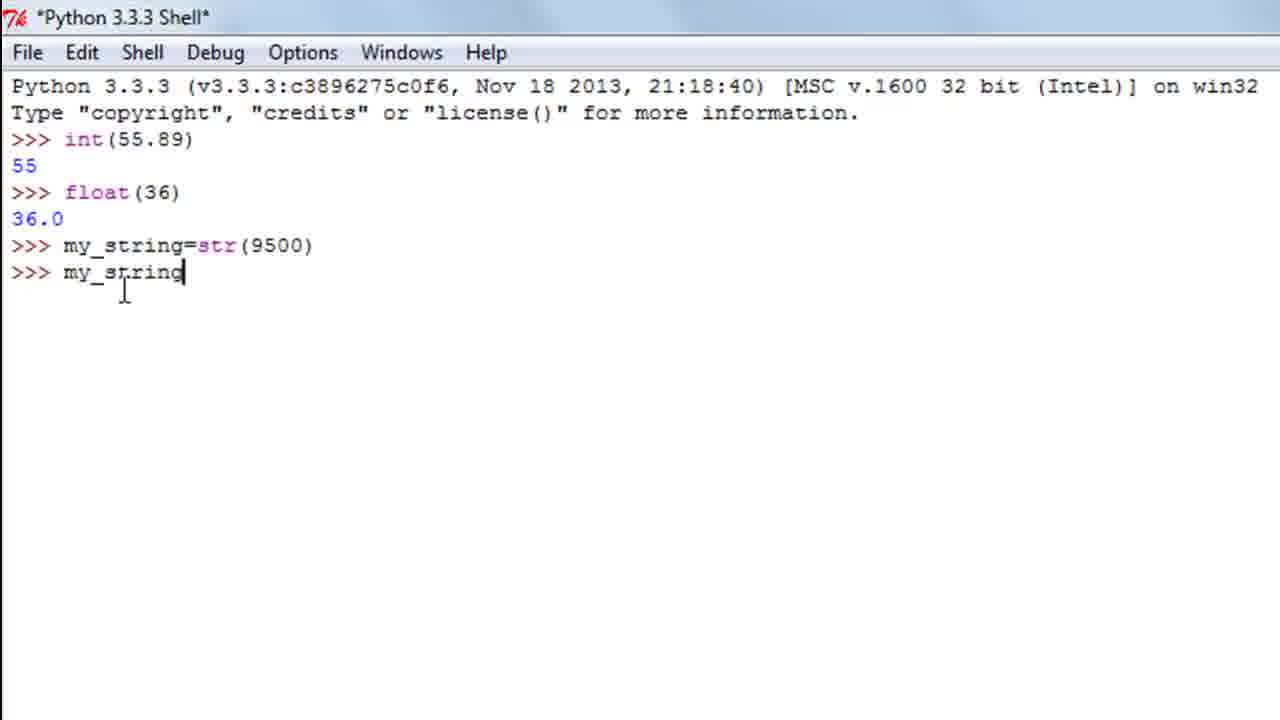 *Python 3.3.3 Shell*
File Edit Shell Debug Options Windows Help
Python 3.3.3 (v3.3.3:c3896275c0f6, Nov 18 2013, 21:18:40) [MSC v.1600 32 bit (Intel)] on win32
Type "copyright", "credits" or "license()" for more information.
>>> int(55.89)
55
>>> float(36)
36.0
>>> my_string=str(9500)
>>> my_string